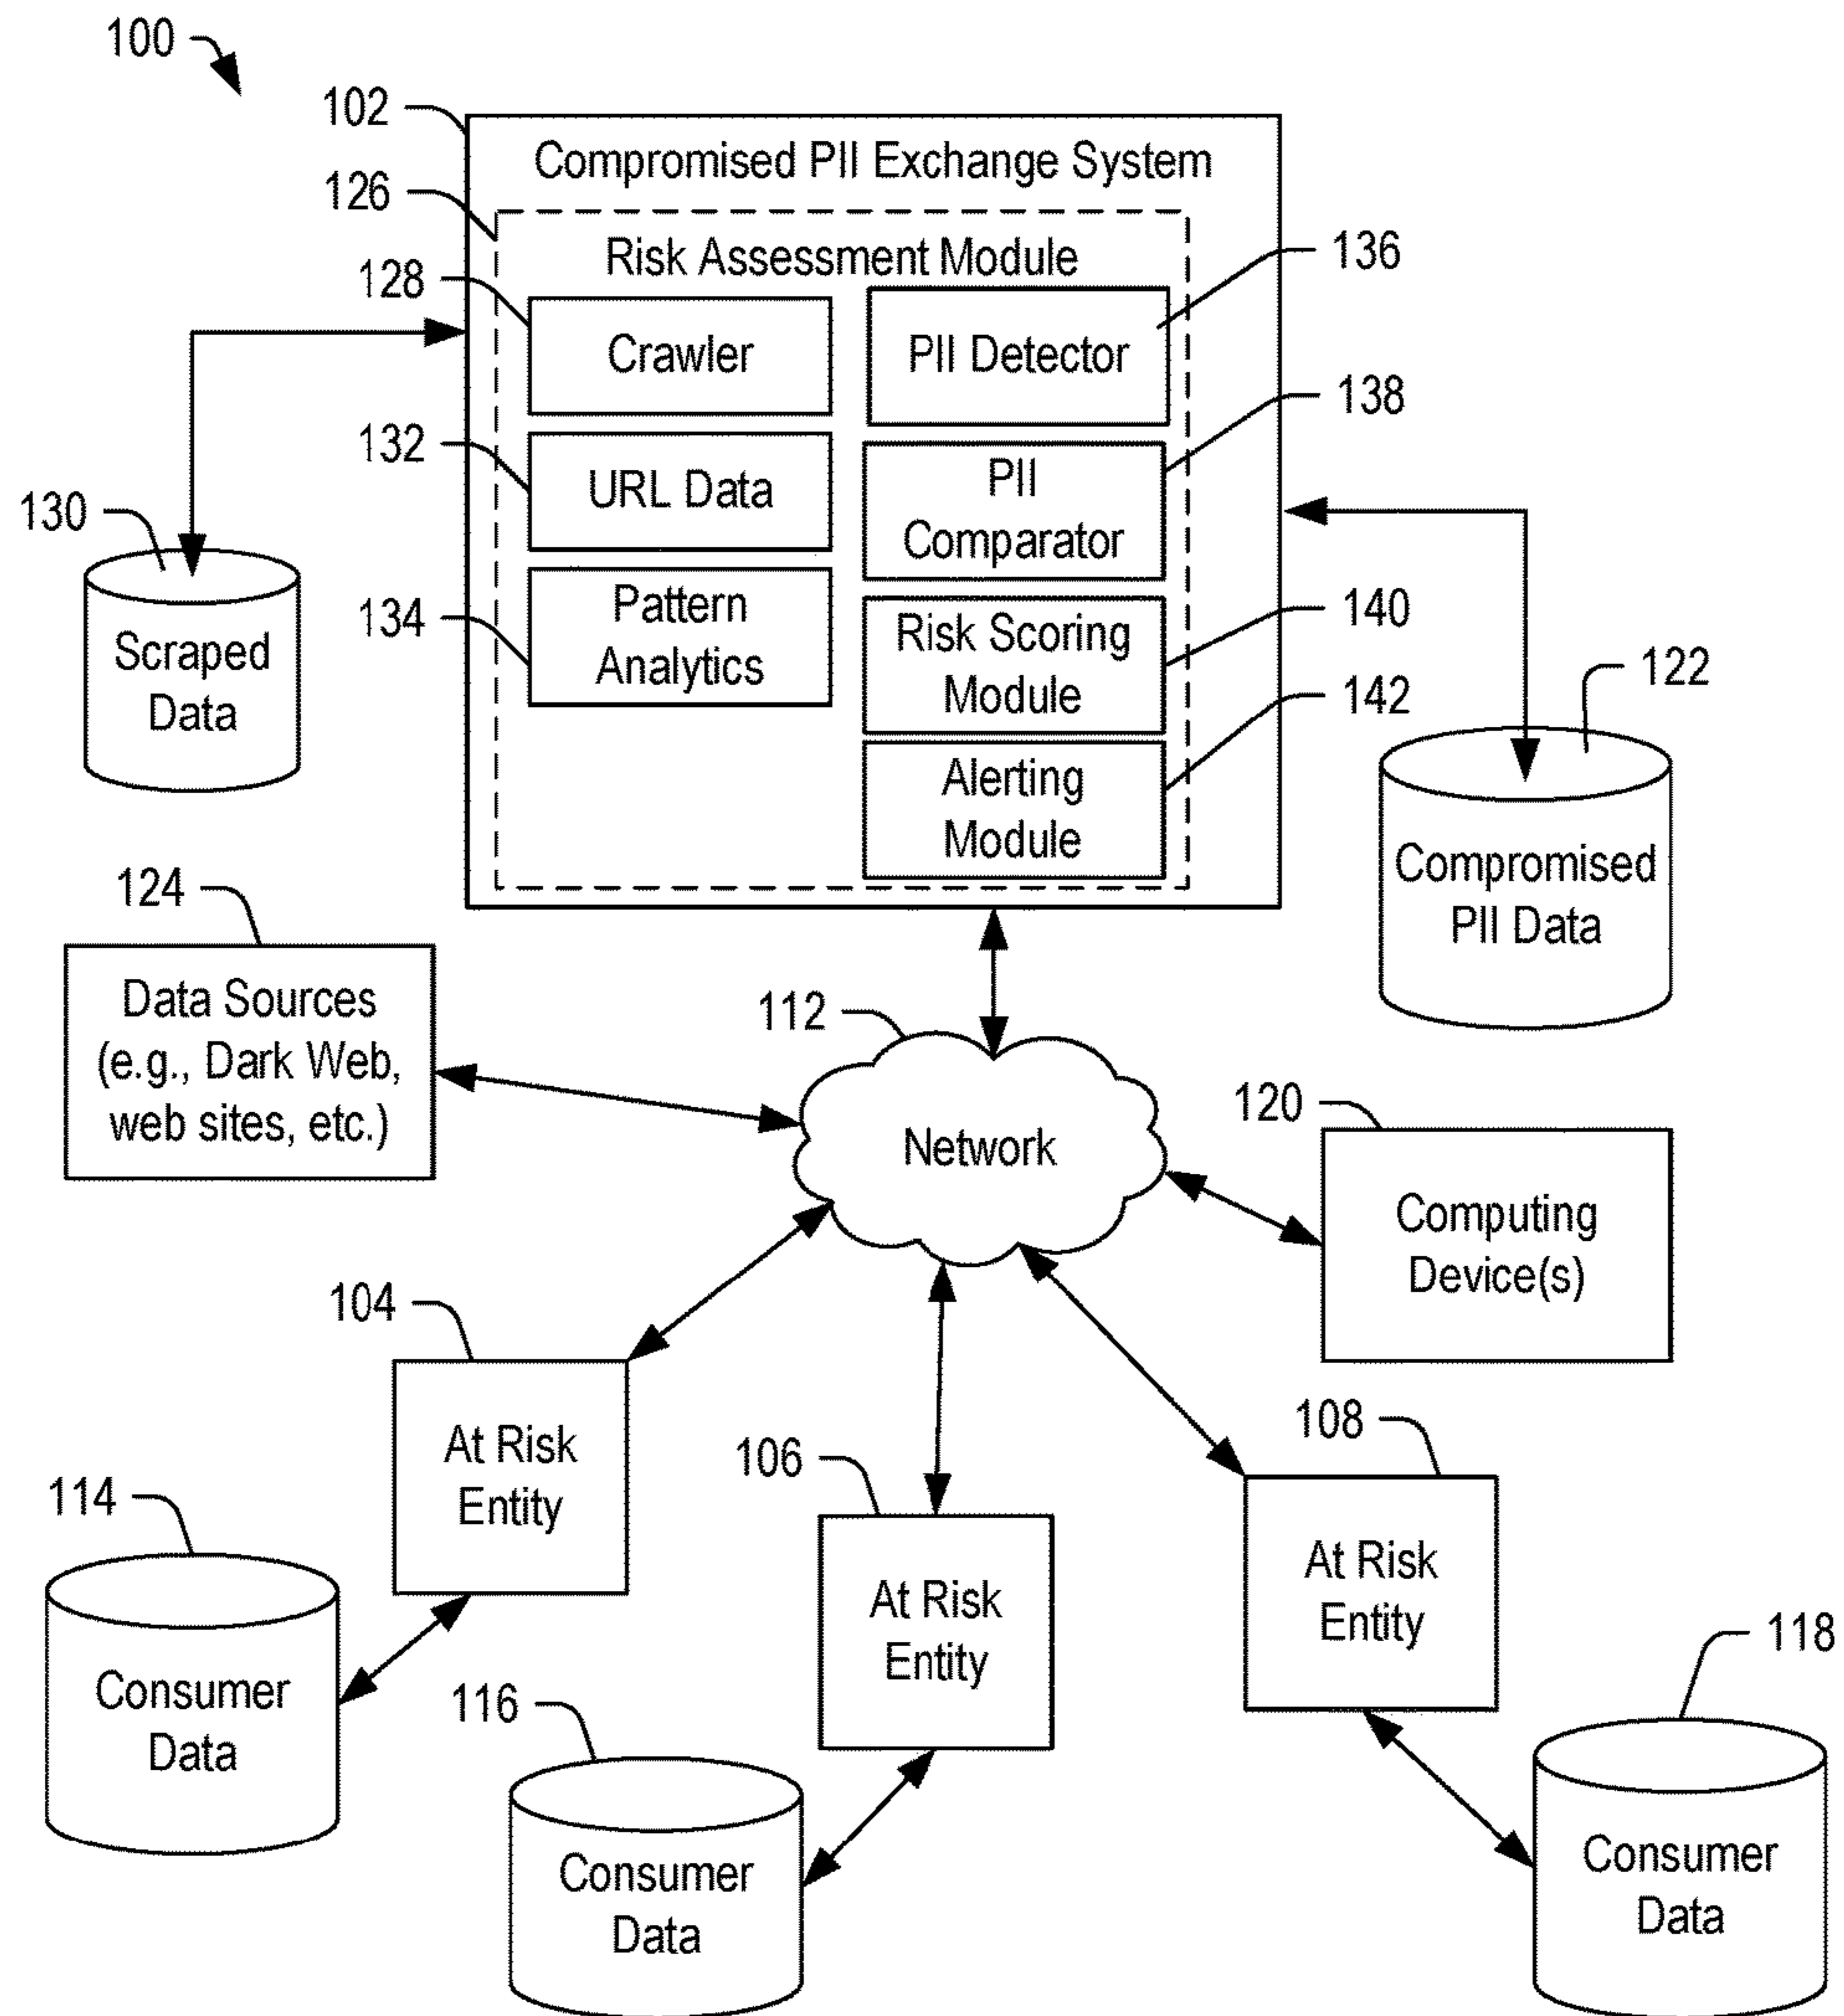 100
102
Compromised PII Exchange System
126
Risk Assessment Module
136
128
Crawler
PII Detector
138
132
URL Data
PII
Comparator
130
Scraped
Data
134
Pattern
Analytics
140
Risk Scoring
Module
142
Alerting
Module
122
Compromised
PII Data
124
Data Sources
(e.g., Dark Web,
web sites, etc.)
112
Network
120
Computing
Device(s)
104
At Risk
Entity
106
At Risk
Entity
108
At Risk
Entity
114
Consumer
Data
116
Consumer
Data
118
Consumer
Data